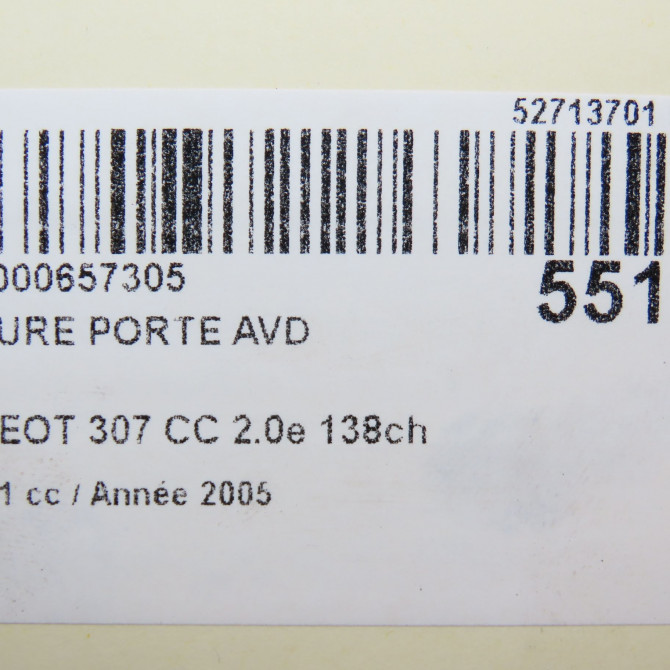 52713701
000657305
551
URE PORTE AVD
EOT 307 CC 2.0e 138ch
1 cc / Année 2005